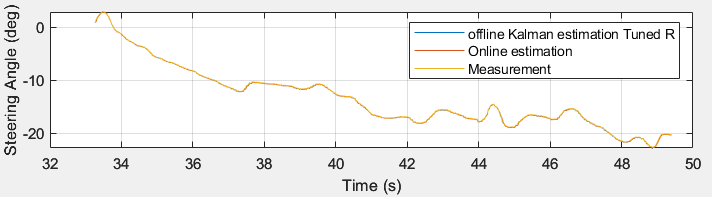 Steering Angle (deg)
0
-10
-20
offline Kalman estimation Tuned R
Online estimation
Measurement
32 34 36 38 40 42 44 46 48 50
Time (s)